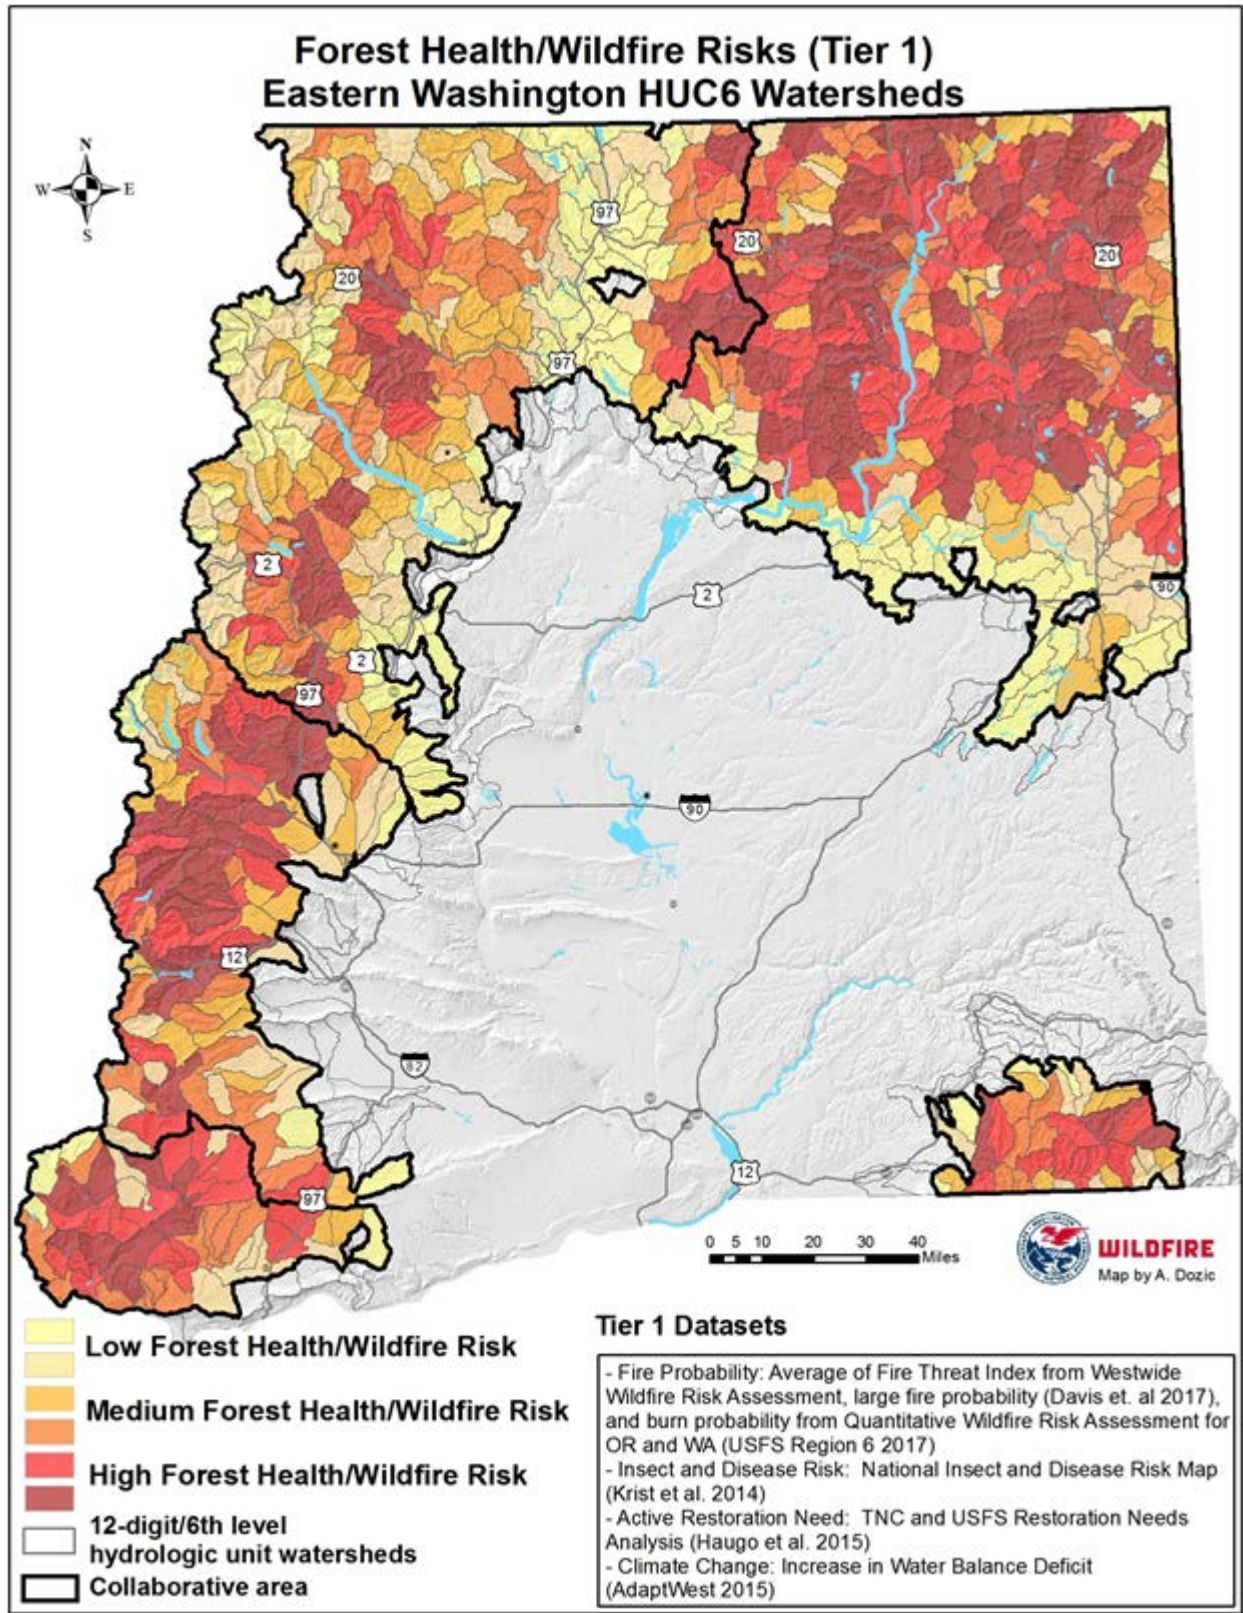 Forest Health/Wildfire Risks (Tier 1)
Eastern Washington HUC6 Watersheds
N
W E
S
97
20
20
20
97
2
2
90
2
97
90
12
82
12
97
0 5 10 20 30 40
Miles
WILDFIRE
Map by A. Dozic
Low Forest Health/Wildfire Risk
Medium Forest Health/Wildfire Risk
High Forest Health/Wildfire Risk
12-digit/6th level
hydrologic unit watersheds
Collaborative area
Tier 1 Datasets
- Fire Probability: Average of Fire Threat Index from Westwide
Wildfire Risk Assessment, large fire probability (Davis et. al 2017),
and burn probability from Quantitative Wildfire Risk Assessment for
OR and WA (USFS Region 6 2017)
- Insect and Disease Risk: National Insect and Disease Risk Map
(Krist et al. 2014)
- Active Restoration Need: TNC and USFS Restoration Needs
Analysis (Haugo et al. 2015)
- Climate Change: Increase in Water Balance Deficit
(AdaptWest 2015)